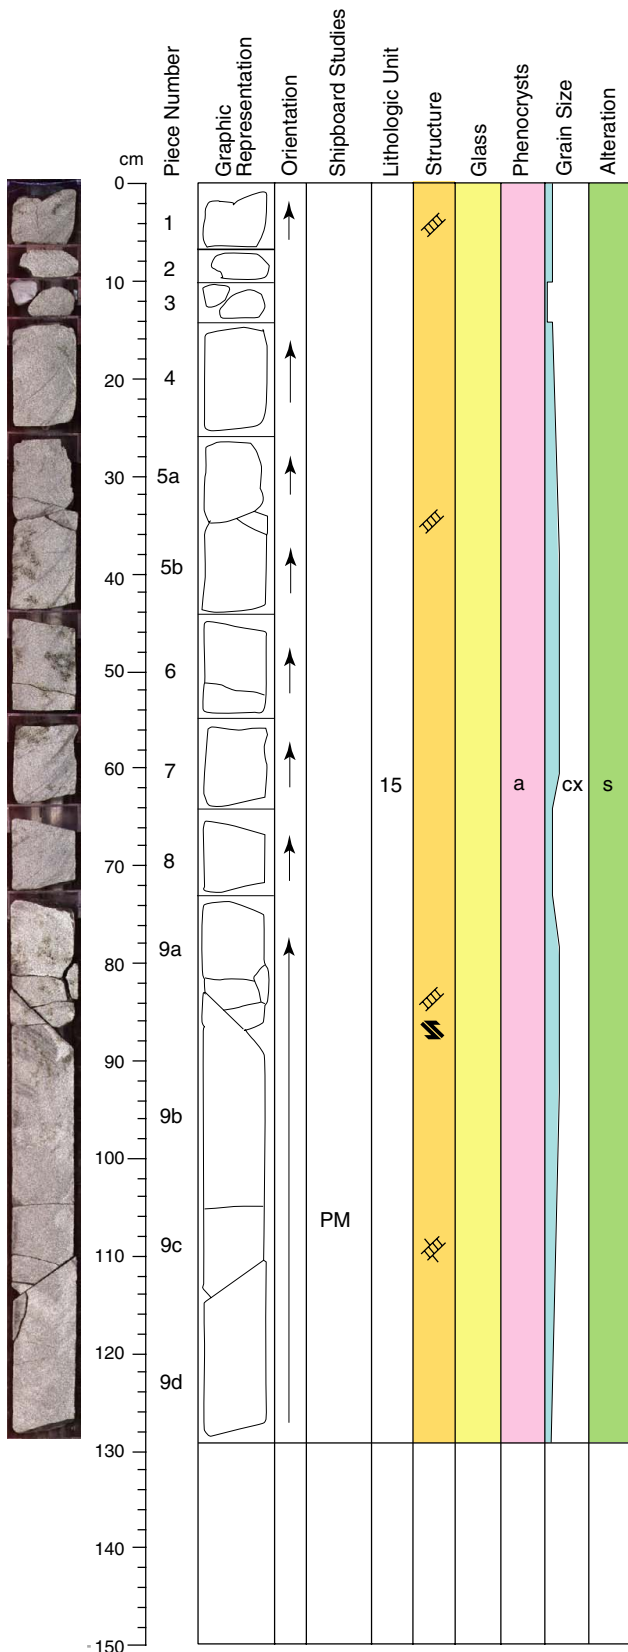 cm
Piece Number
Graphic
Representation
Orientation
Shipboard Studies
Lithologic Unit
Structure
Glass
Phenocrysts
Grain Size
Alteration
0
1
2
10
3
20
4
30
5a
40
5b
50
6
60
7
15
a
cx
s
70
8
80
9a
90
9b
100
PM
110
9c
120
9d
130
140
150